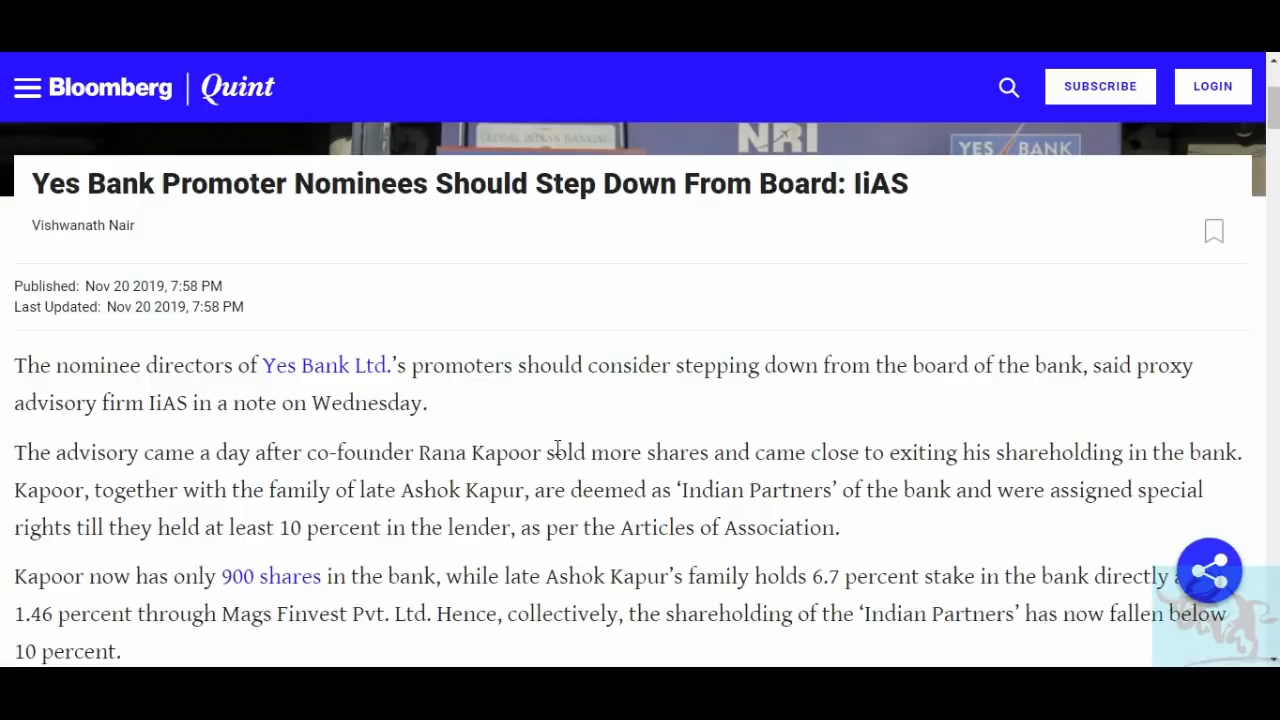 Bloomberg | Quint
SUBSCRIBE
LOGIN
GLOBAL INDIAN BANKING
NRI
YES BANK
Yes Bank Promoter Nominees Should Step Down From Board: IiAS
Vishwanath Nair
Published: Nov 20 2019, 7:58 PM
Last Updated: Nov 20 2019, 7:58 PM
The nominee directors of Yes Bank Ltd.’s promoters should consider stepping down from the board of the bank, said proxy
advisory firm IiAS in a note on Wednesday.
The advisory came a day after co-founder Rana Kapoor sold more shares and came close to exiting his shareholding in the bank.
Kapoor, together with the family of late Ashok Kapur, are deemed as ‘Indian Partners’ of the bank and were assigned special
rights till they held at least 10 percent in the lender, as per the Articles of Association.
Kapoor now has only 900 shares in the bank, while late Ashok Kapur’s family holds 6.7 percent stake in the bank directly
1.46 percent through Mags Finvest Pvt. Ltd. Hence, collectively, the shareholding of the ‘Indian Partners’ has now fallen below
10 percent.